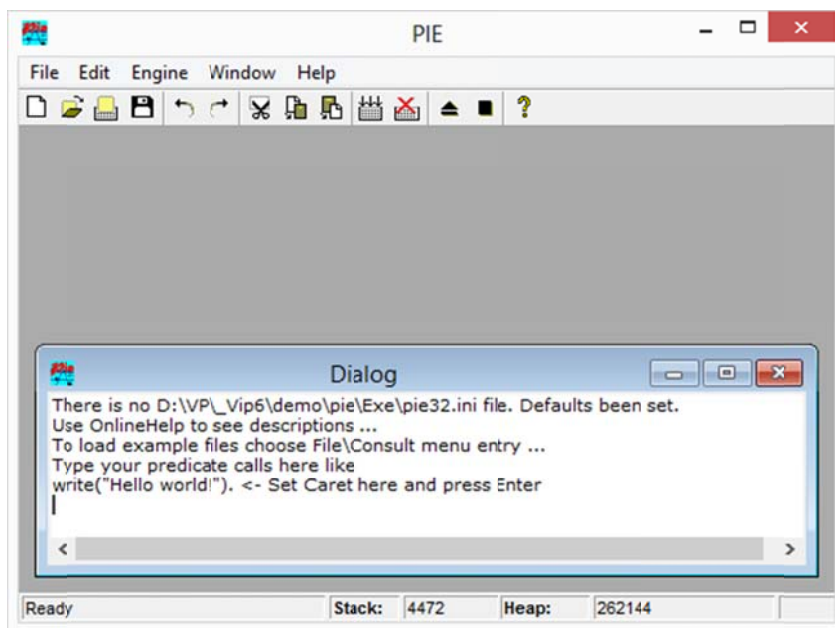 PIE
File Edit Engine Window Help
Dialog
There is no D:\VP\_Vip6\demo\pie\Exe\pie32.ini file. Defaults been set.
Use OnlineHelp to see descriptions ...
To load example files choose File\Consult menu entry ...
Type your predicate calls here like
write("Hello world!"). <- Set Caret here and press Enter
Ready Stack: 4472 Heap: 262144